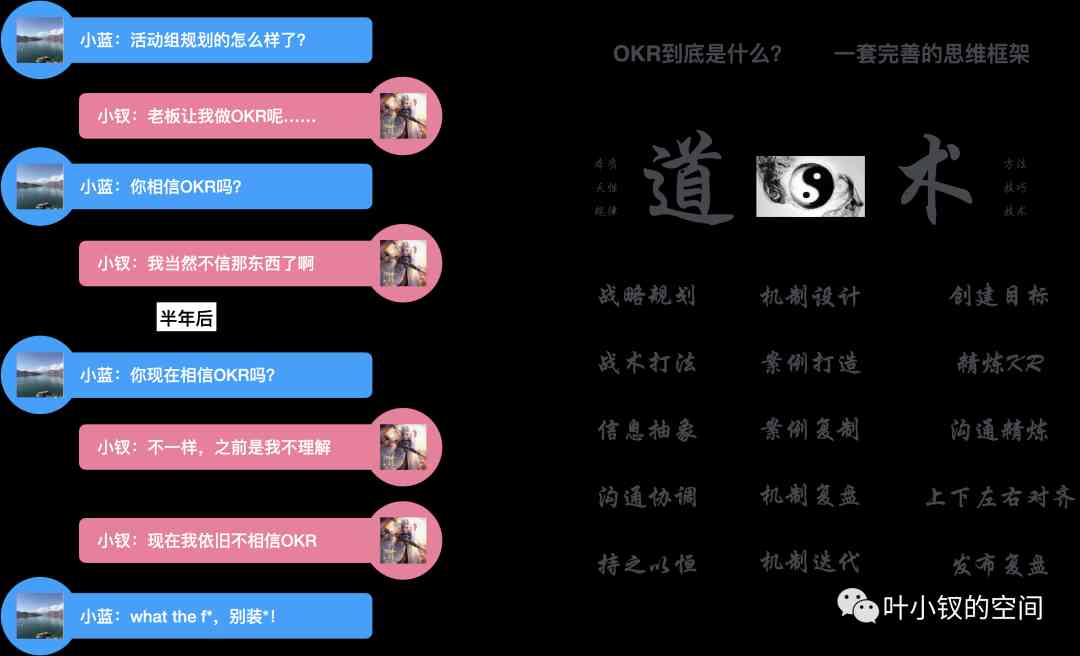 小蓝：活动组规划的怎么样了？
小钗：老板让我做OKR呢……
小蓝：你相信OKR吗？
小钗：我当然不信那东西了啊
半年后
小蓝：你现在相信OKR吗？
小钗：不一样，之前是我不理解
小钗：现在我依旧不相信OKR
小蓝：what the f*，别装*！
OKR到底是什么？ 一套完善的思维框架
道 术
本质 方法
天性 技巧
规律 技术
战略规划 机制设计 创建目标
战术打法 案例打造 精炼KR
信息抽象 案例复制 沟通精炼
沟通协调 机制复盘 上下左右对齐
持之以恒 机制迭代 发布复盘
叶小钗的空间